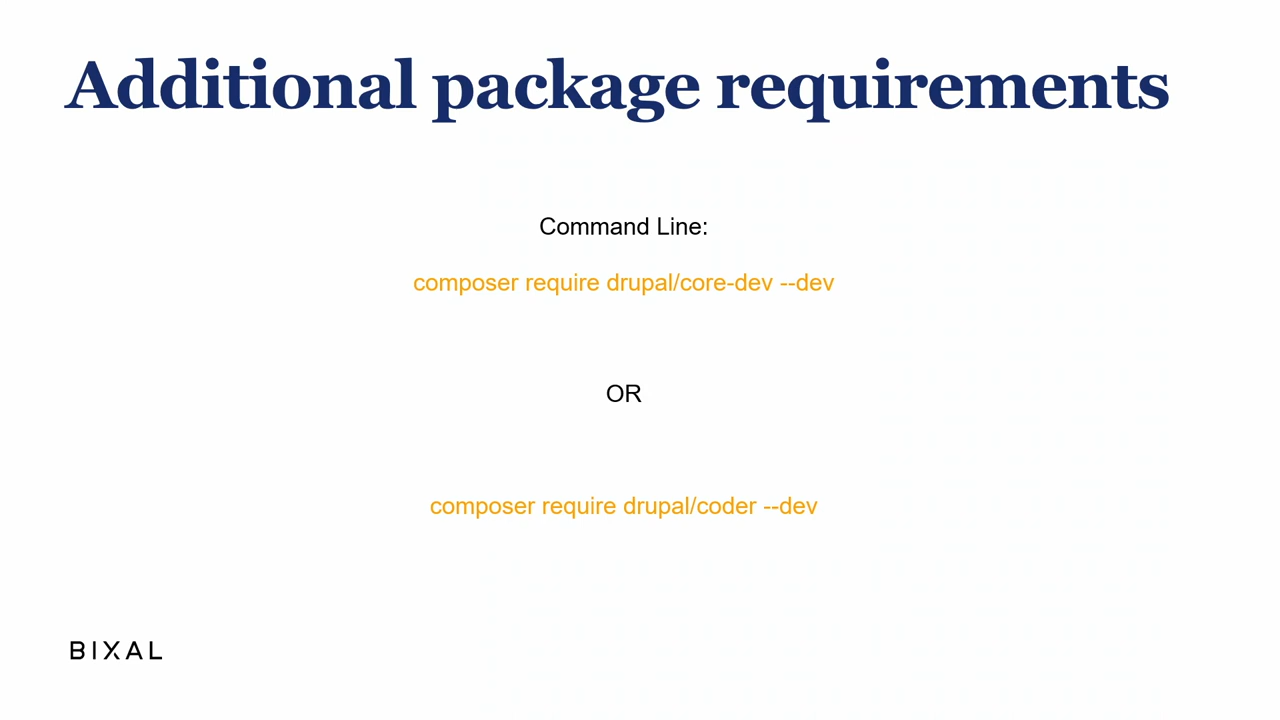 Additional package requirements
Command Line:
composer require drupal/core-dev --dev
OR
composer require drupal/coder --dev
BIXAL